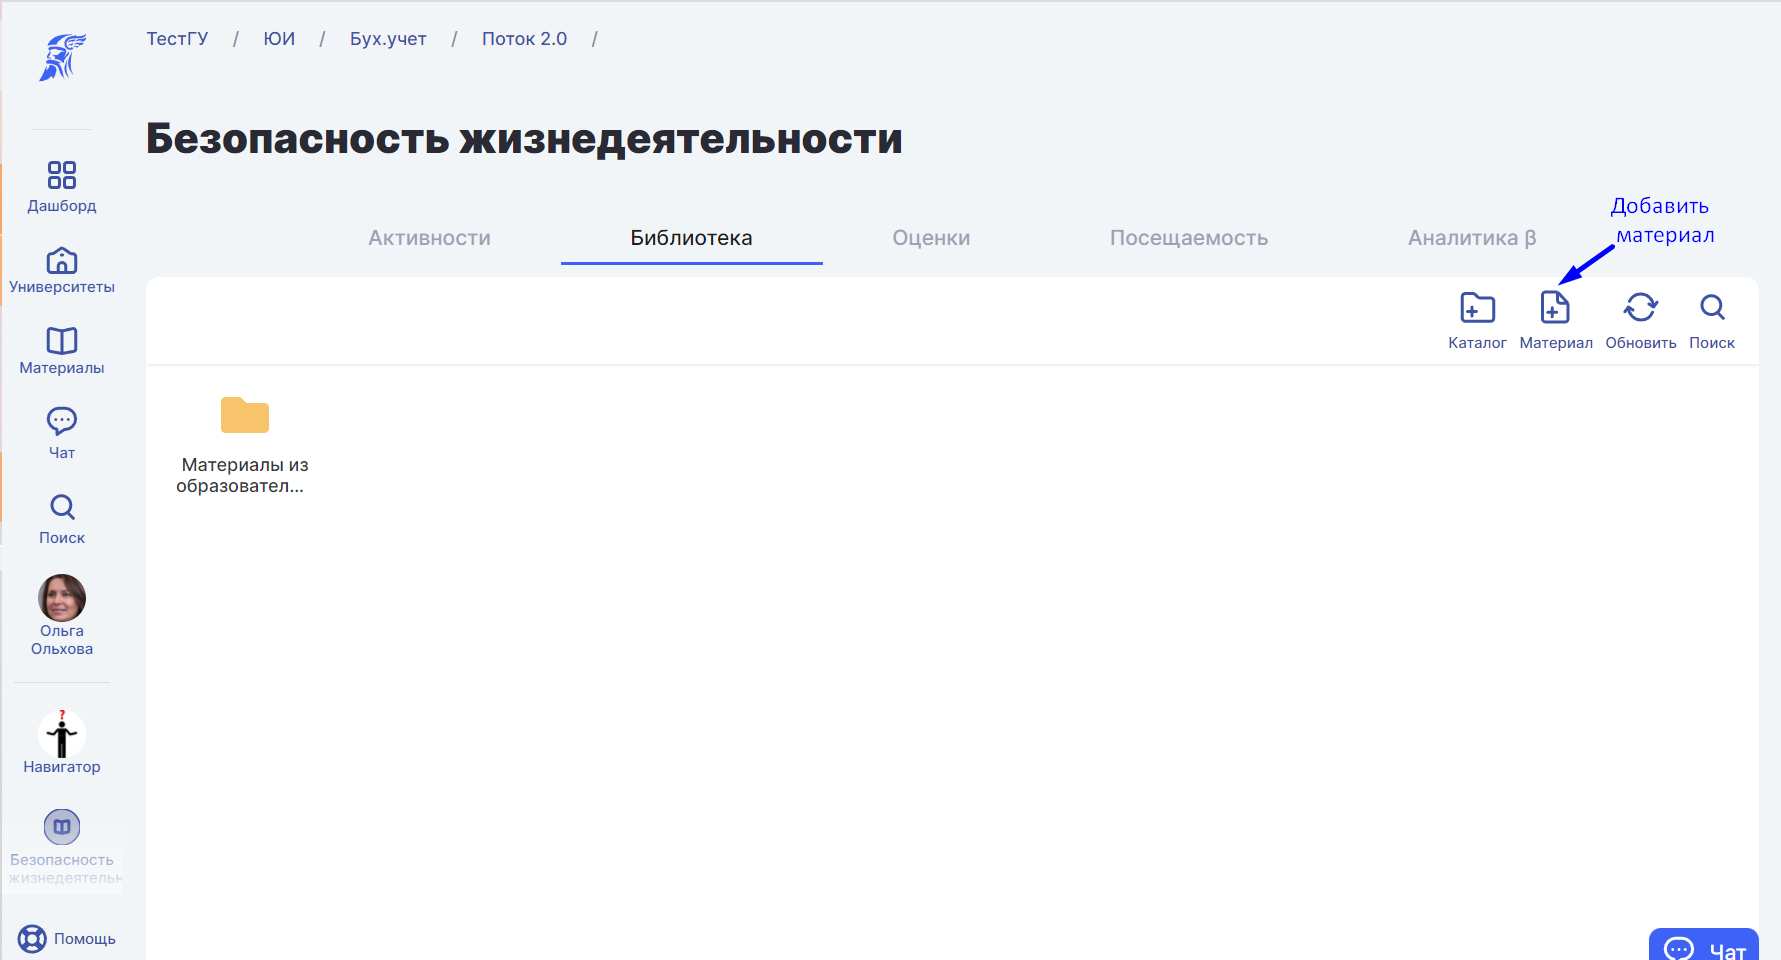 ТестГУ / ЮИ / Бух.учет / Поток 2.0 /
Безопасность жизнедеятельности
Активности
Библиотека
Оценки
Посещаемость
Аналитика β
Добавить
материал
Каталог
Материал
Обновить
Поиск
Материалы из
образовател...
Дашборд
Университеты
Материалы
Чат
Поиск
Ольга
Ольхова
?
Навигатор
Безопасность
жизнедеятельн
Помощь
Чат